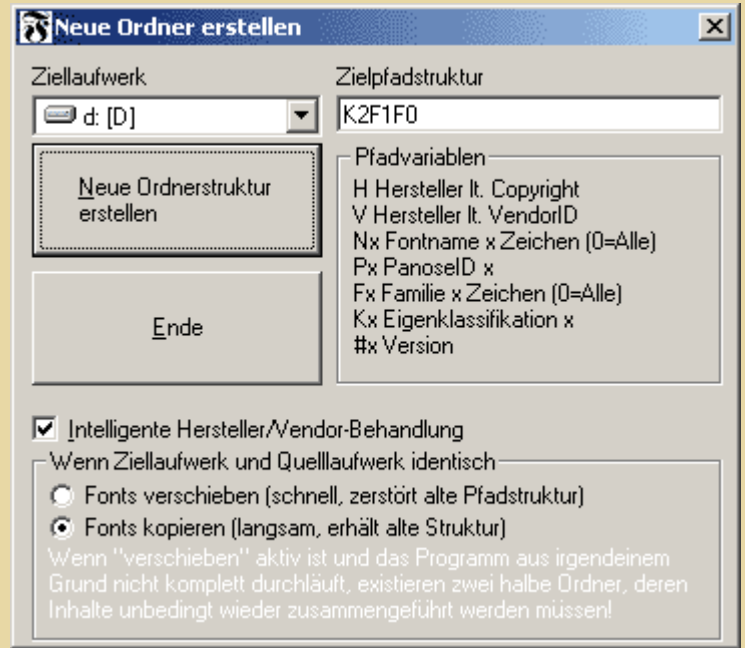 Neue Ordner erstellen
Ziellaufwerk
d: [D]
Neue Ordnerstruktur
erstellen
Ende
Zielpfadstruktur
K2F1F0
Pfadvariablen
H Hersteller lt. Copyright
V Hersteller lt. VendorID
Nx Fontname x Zeichen (0=Alle)
Px PanoseID x
Fx Familie x Zeichen (0=Alle)
Kx Eigenklassifikation x
#x Version
Intelligente Hersteller/Vendor-Behandlung
Wenn Ziellaufwerk und Quelllaufwerk identisch
Fonts verschieben (schnell, zerstört alte Pfadstruktur)
Fonts kopieren (langsam, erhält alte Struktur)
Wenn "verschieben" aktiv ist und das Programm aus irgendeinem
Grund nicht komplett durchläuft, existieren zwei halbe Ordner, deren
Inhalte unbedingt wieder zusammengeführt werden müssen!